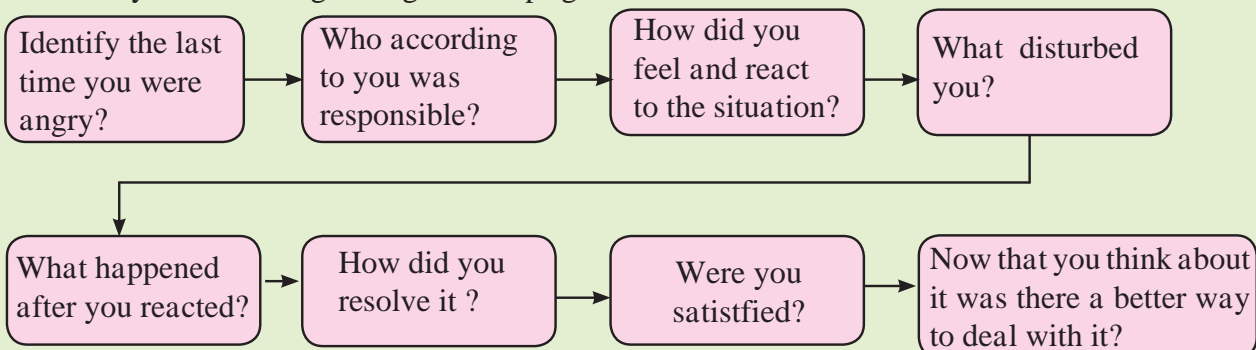 Identify the last
time you were
angry?
Who according
to you was
responsible?
How did you
feel and react
to the situation?
What disturbed
you?
What happened
after you reacted?
How did you
resolve it ?
Were you
satistfied?
Now that you think about
it was there a better way
to deal with it?